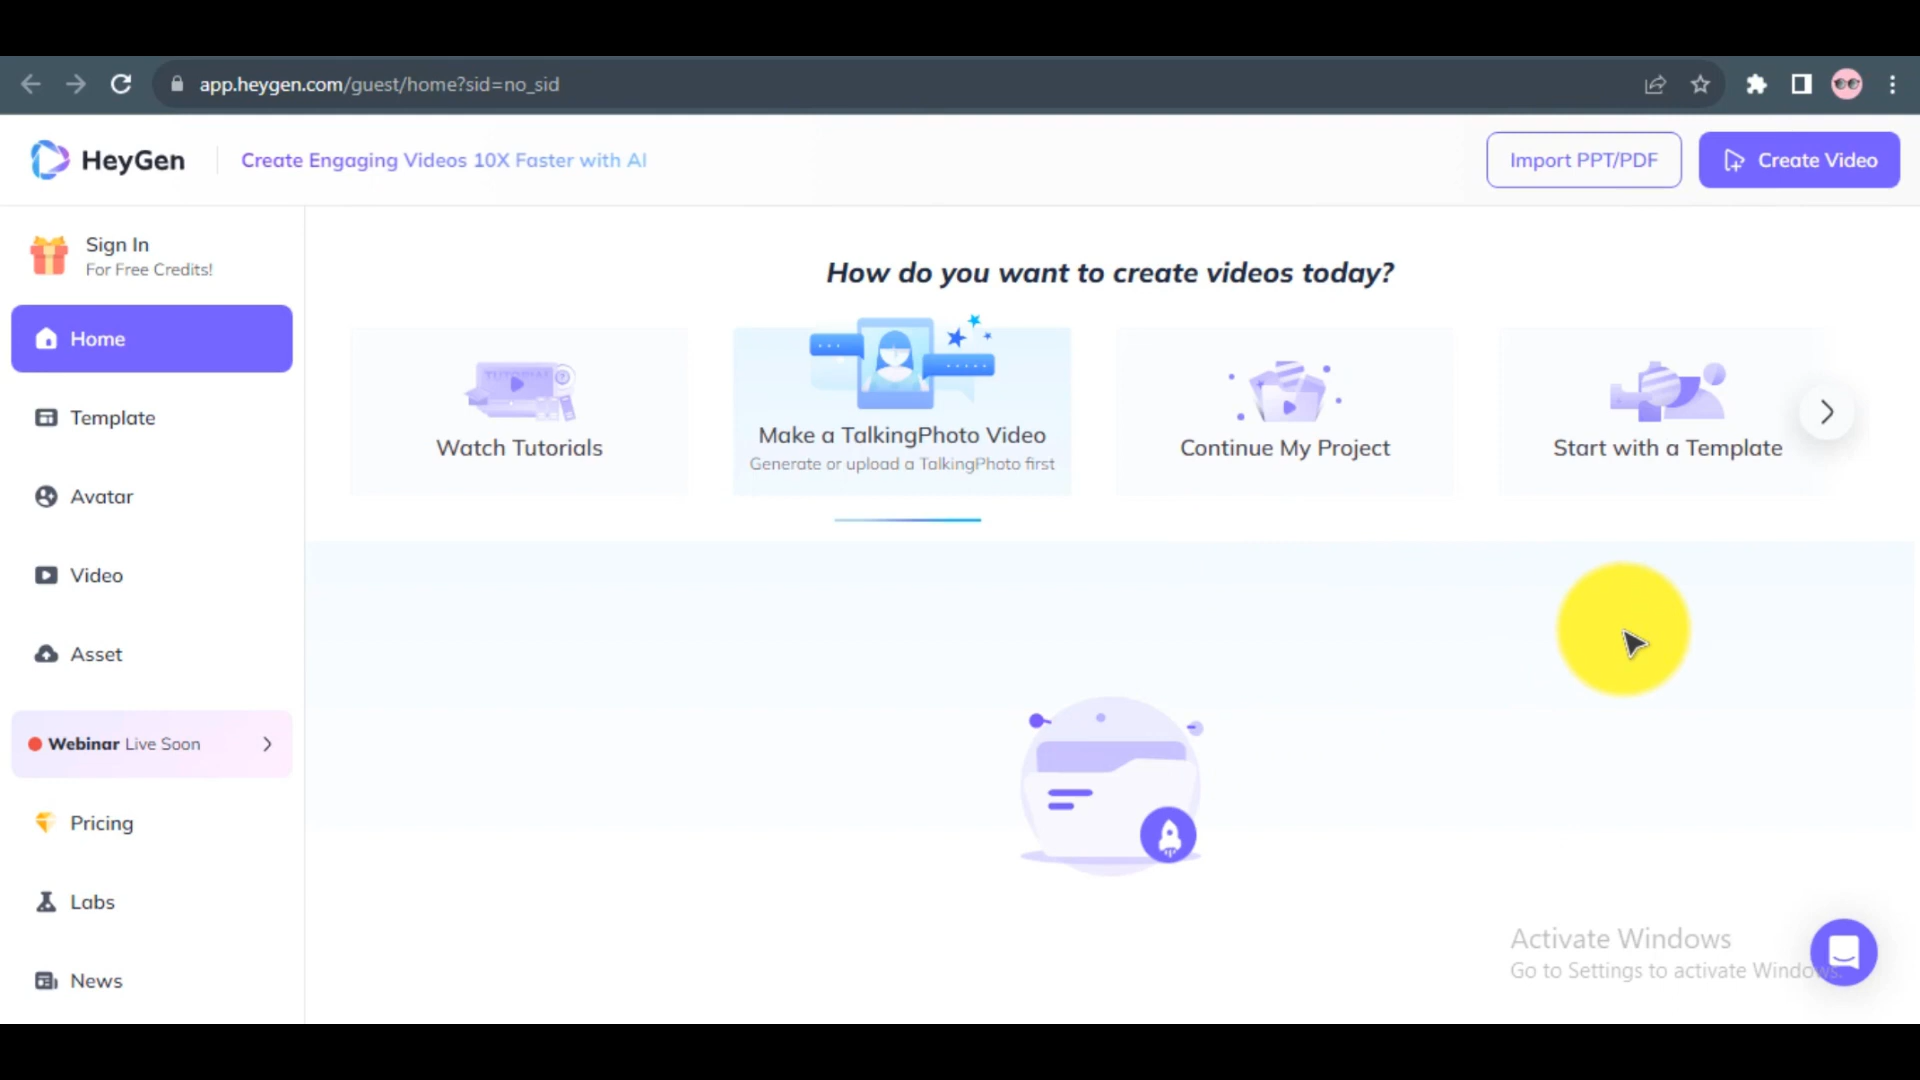 app.heygen.com/guest/home?sid=no_sid
HeyGen
Create Engaging Videos 10X Faster with AI
Import PPT/PDF
Create Video
Sign In
For Free Credits!
Home
Template
Avatar
Video
Asset
Webinar Live Soon
Pricing
Labs
News
How do you want to create videos today?
TUTORIAL
Watch Tutorials
Make a TalkingPhoto Video
Generate or upload a TalkingPhoto first
Continue My Project
Start with a Template
Activate Windows
Go to Settings to activate Windows.